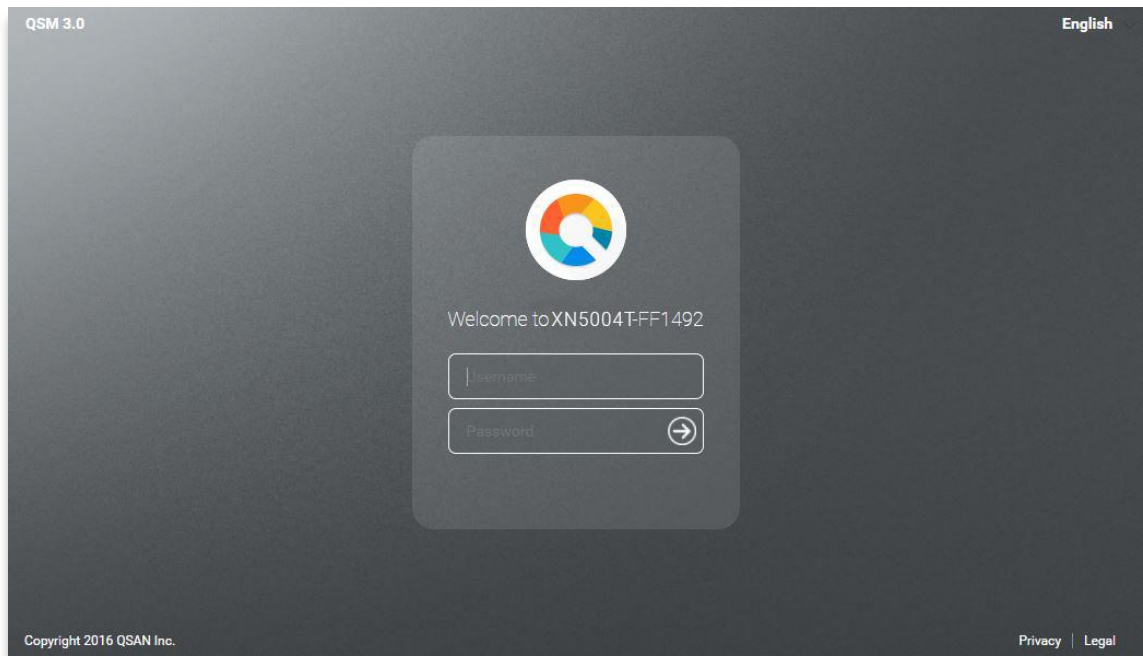 QSM 3.0
English
Welcome to XN5004T-FF1492
Username
Password
Copyright 2016 QSAN Inc.
Privacy | Legal